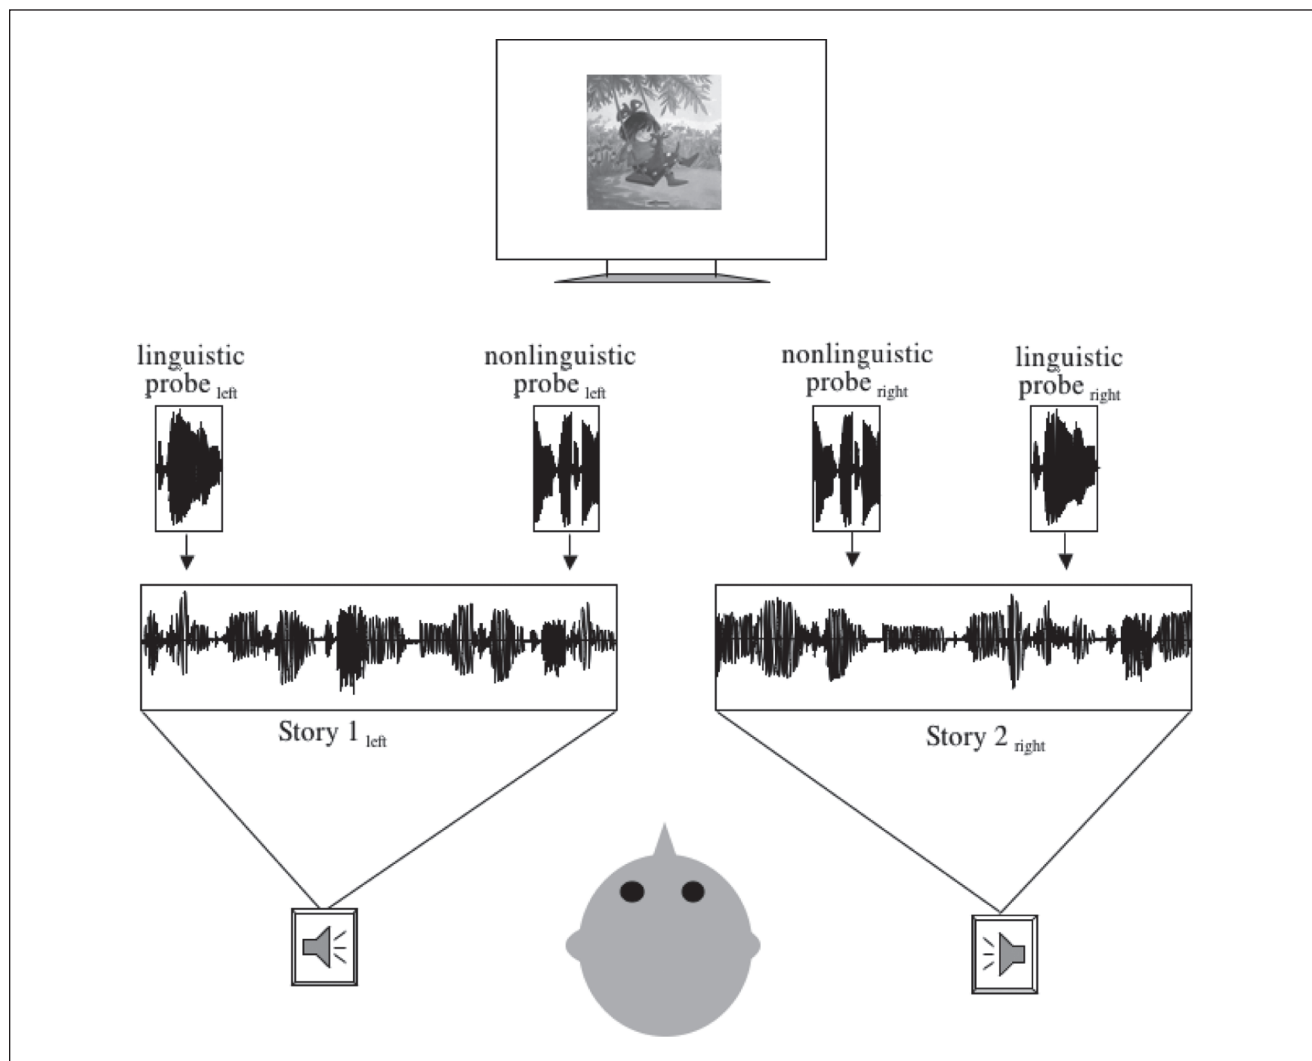 linguistic
probe left
nonlinguistic
probe left
nonlinguistic
probe right
linguistic
probe right
Story 1 left
Story 2 right